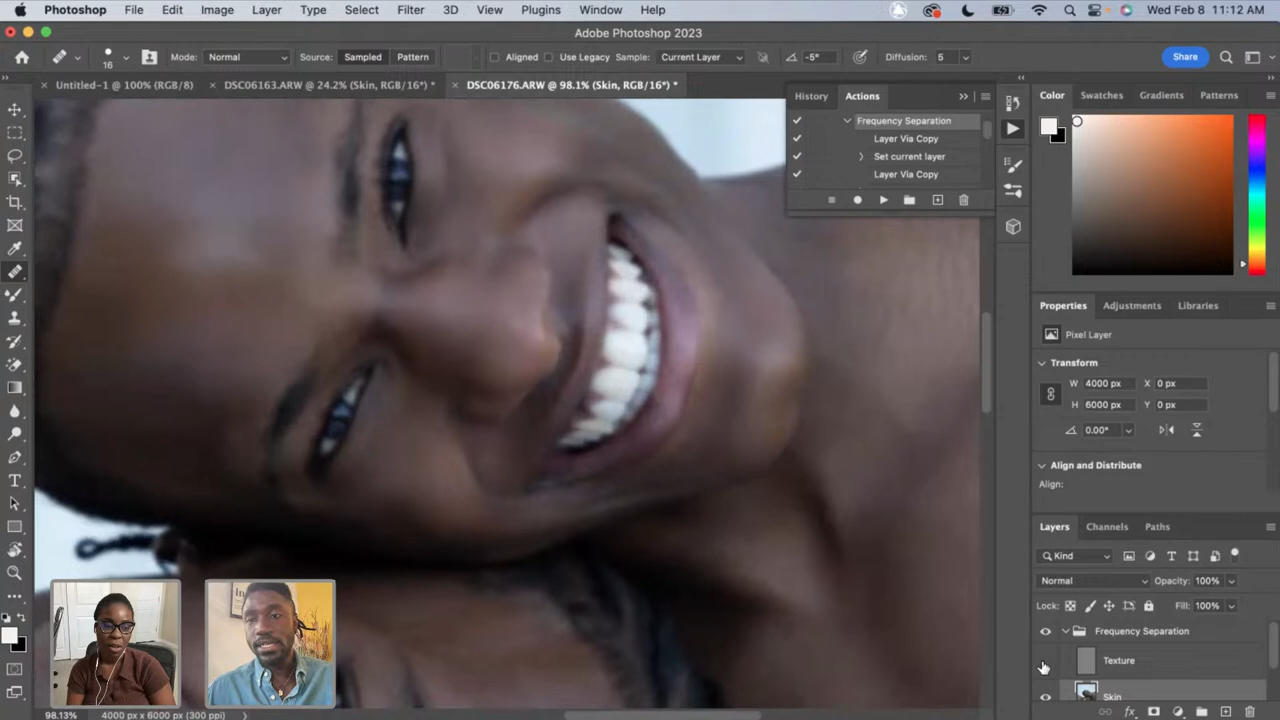 Photoshop File Edit Image Layer Type Select Filter 3D View Plugins Window Help Wed Feb 8 11:12 AM
Adobe Photoshop 2023
16 Mode: Normal Source: Sampled Pattern Aligned Use Legacy Sample: Current Layer -5° Diffusion: 5 Share
Untitled-1 @ 100% (RGB/8) DSC06163.ARW @ 24.2% (Skin, RGB/16*) * DSC06176.ARW @ 98.1% (Skin, RGB/16*) *
History Actions
Frequency Separation
Layer Via Copy
Set current layer
Layer Via Copy
Color Swatches Gradients Patterns
Properties Adjustments Libraries
Pixel Layer
Transform
W 4000 px X 0 px
H 6000 px Y 0 px
0.00°
Align and Distribute
Align:
Layers Channels Paths
Kind
Normal Opacity: 100%
Lock: Fill: 100%
Frequency Separation
Texture
Skin
98.13% 4000 px x 6000 px (300 ppi)